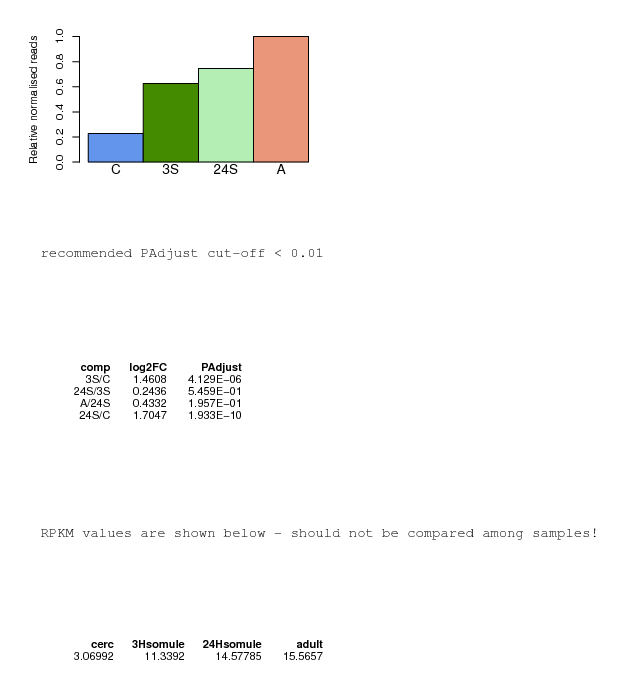 Relative normalised reads
1.0
0.8
0.6
0.4
0.2
0.0
C 3S 24S A
recommended PAdjust cut-off < 0.01
comp log2FC PAdjust
3S/C 1.4608 4.129E−06
24S/3S 0.2436 5.459E−01
A/24S 0.4332 1.957E−01
24S/C 1.7047 1.933E−10
RPKM values are shown below - should not be compared among samples!
cerc 3Hsomule 24Hsomule adult
3.06992 11.3392 14.57785 15.5657